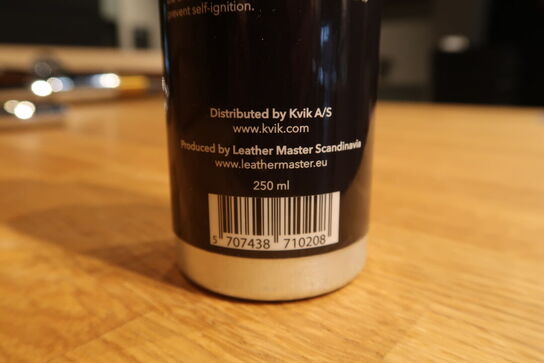 prevent self-ignition.
Distributed by Kvik A/S
www.kvik.com
Produced by Leather Master Scandinavia
www.leathermaster.eu
250 ml
5 707438 710208